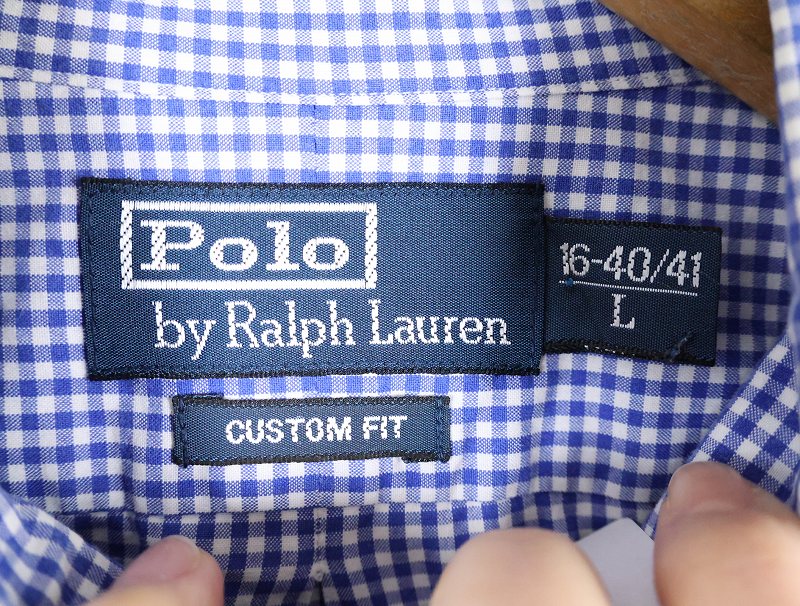 Polo
by Ralph Lauren
16-40/41
L
CUSTOM FIT